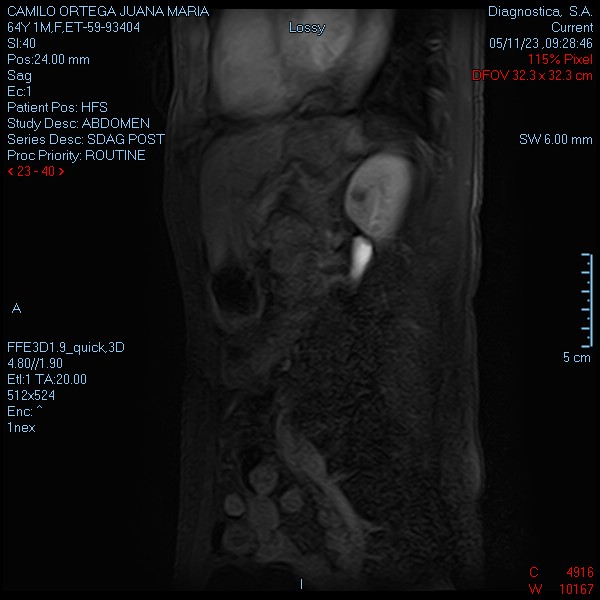 CAMILO ORTEGA JUANA MARIA
64Y 1M,F,ET-59-93404
Sl:40
Pos:24.00 mm
Sag
Ec:1
Patient Pos: HFS
Study Desc: ABDOMEN
Series Desc: SDAG POST
Proc Priority: ROUTINE
< 23 - 40 >
Lossy
Diagnostica, S.A.
Current
05/11/23 ,09:28:46
115% Pixel
DFOV 32.3 x 32.3 cm
SW 6.00 mm
A
5 cm
FFE3D1.9_quick,3D
4.80//1.90
Etl:1 TA:20.00
512x524
Enc: ^
1nex
I
C 4916
W 10167